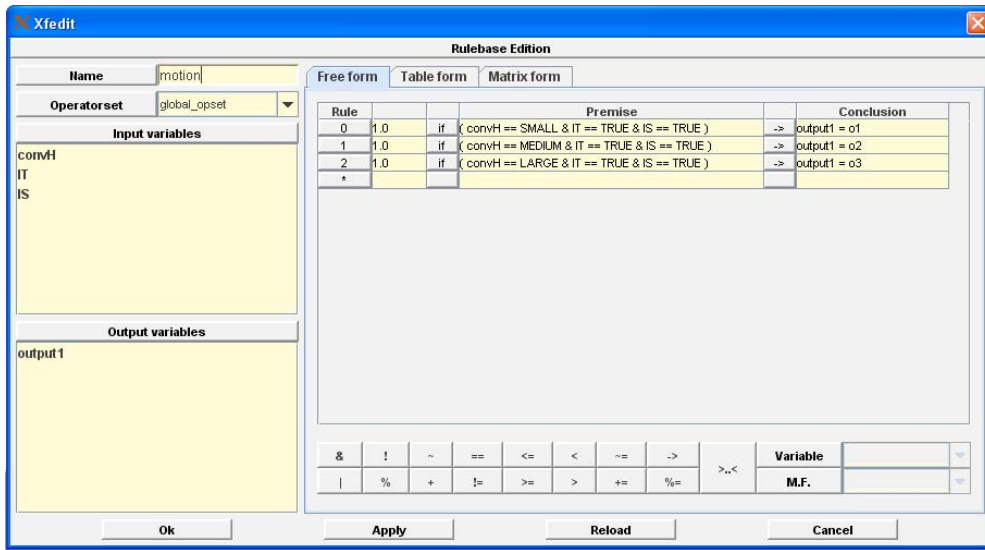 Xfedit
Rulebase Edition
Name motion
Operatorset global_opset
Input variables
convH
IT
IS
Output variables
output1
Free form Table form Matrix form
Rule Premise Conclusion
0 1.0 if ( convH == SMALL & IT == TRUE & IS == TRUE ) -> output1 = o1
1 1.0 if ( convH == MEDIUM & IT == TRUE & IS == TRUE ) -> output1 = o2
2 1.0 if ( convH == LARGE & IT == TRUE & IS == TRUE ) -> output1 = o3
*
& ! ~ == <= < ~= -> >..< Variable
| % + != >= > += %= M.F.
Ok Apply Reload Cancel